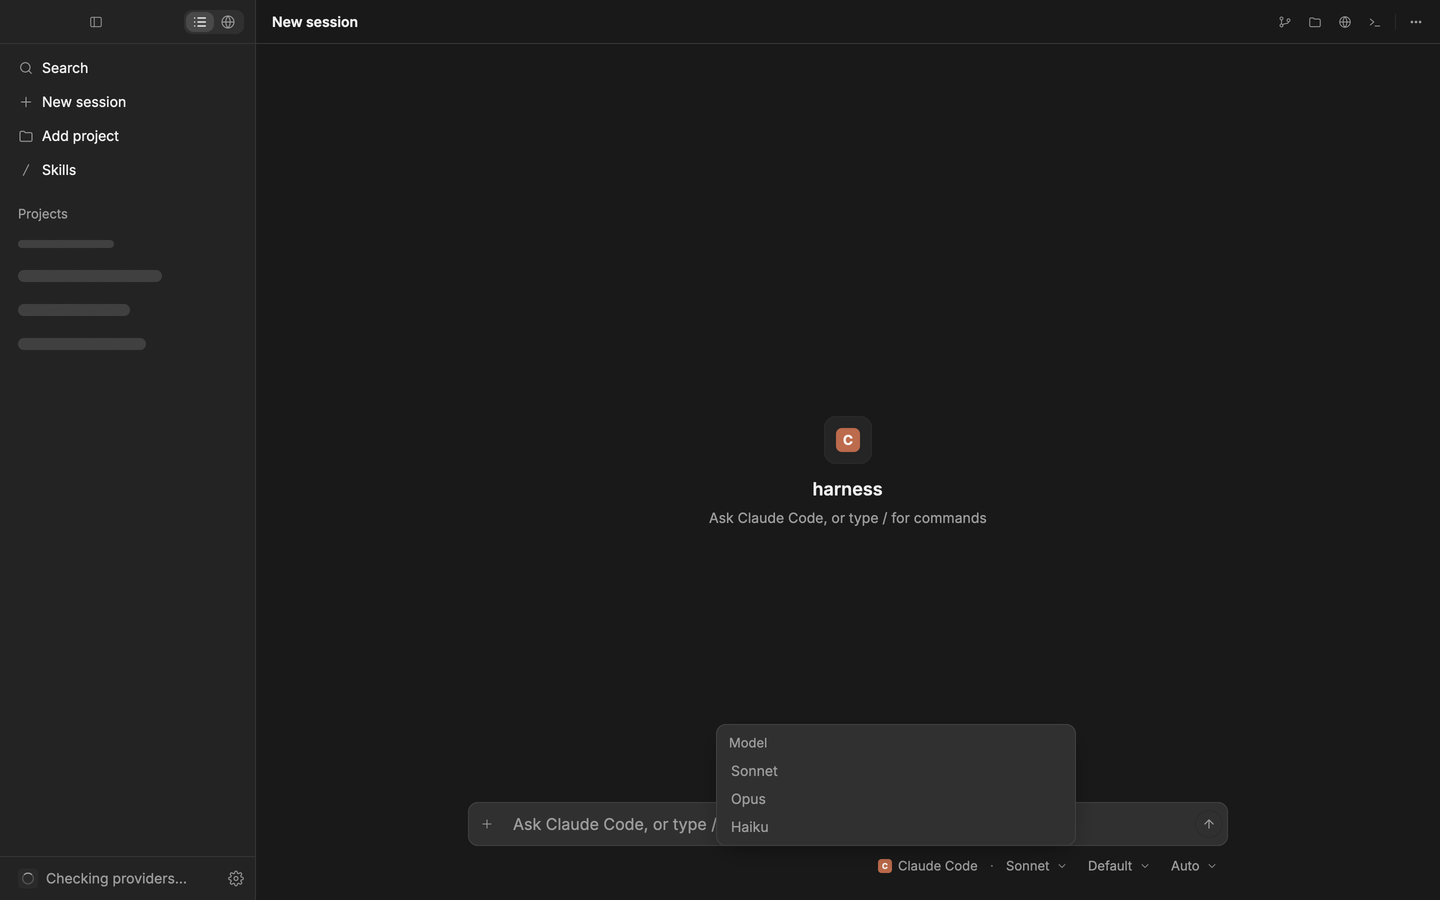 New session
Search
New session
Add project
/ Skills
Projects
C
harness
Ask Claude Code, or type / for commands
Model
Sonnet
Opus
Haiku
Ask Claude Code, or type /
C Claude Code · Sonnet Default Auto
Checking providers...